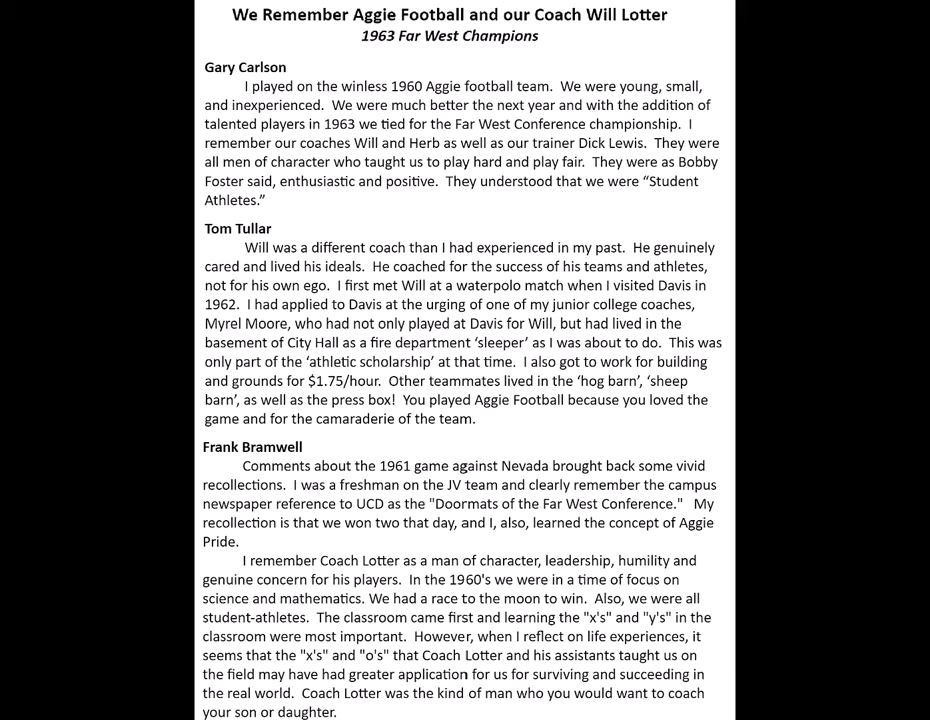 We Remember Aggie Football and our Coach Will Lotter
1963 Far West Champions
Gary Carlson
I played on the winless 1960 Aggie football team.  We were young, small,
and inexperienced.  We were much better the next year and with the addition of
talented players in 1963 we tied for the Far West Conference championship.  I
remember our coaches Will and Herb as well as our trainer Dick Lewis.  They were
all men of character who taught us to play hard and play fair.  They were as Bobby
Foster said, enthusiastic and positive.  They understood that we were “Student
Athletes.”
Tom Tullar
Will was a different coach than I had experienced in my past.  He genuinely
cared and lived his ideals.  He coached for the success of his teams and athletes,
not for his own ego.  I first met Will at a waterpolo match when I visited Davis in
1962.  I had applied to Davis at the urging of one of my junior college coaches,
Myrel Moore, who had not only played at Davis for Will, but had lived in the
basement of City Hall as a fire department ‘sleeper’ as I was about to do.  This was
only part of the ‘athletic scholarship’ at that time.  I also got to work for building
and grounds for $1.75/hour.  Other teammates lived in the ‘hog barn’, ‘sheep
barn’, as well as the press box!  You played Aggie Football because you loved the
game and for the camaraderie of the team.
Frank Bramwell
Comments about the 1961 game against Nevada brought back some vivid
recollections.  I was a freshman on the JV team and clearly remember the campus
newspaper reference to UCD as the "Doormats of the Far West Conference."   My
recollection is that we won two that day, and I, also, learned the concept of Aggie
Pride.
I remember Coach Lotter as a man of character, leadership, humility and
genuine concern for his players.  In the 1960's we were in a time of focus on
science and mathematics. We had a race to the moon to win.  Also, we were all
student-athletes.  The classroom came first and learning the "x's" and "y's" in the
classroom were most important.  However, when I reflect on life experiences, it
seems that the "x's" and "o's" that Coach Lotter and his assistants taught us on
the field may have had greater application for us for surviving and succeeding in
the real world.  Coach Lotter was the kind of man who you would want to coach
your son or daughter.